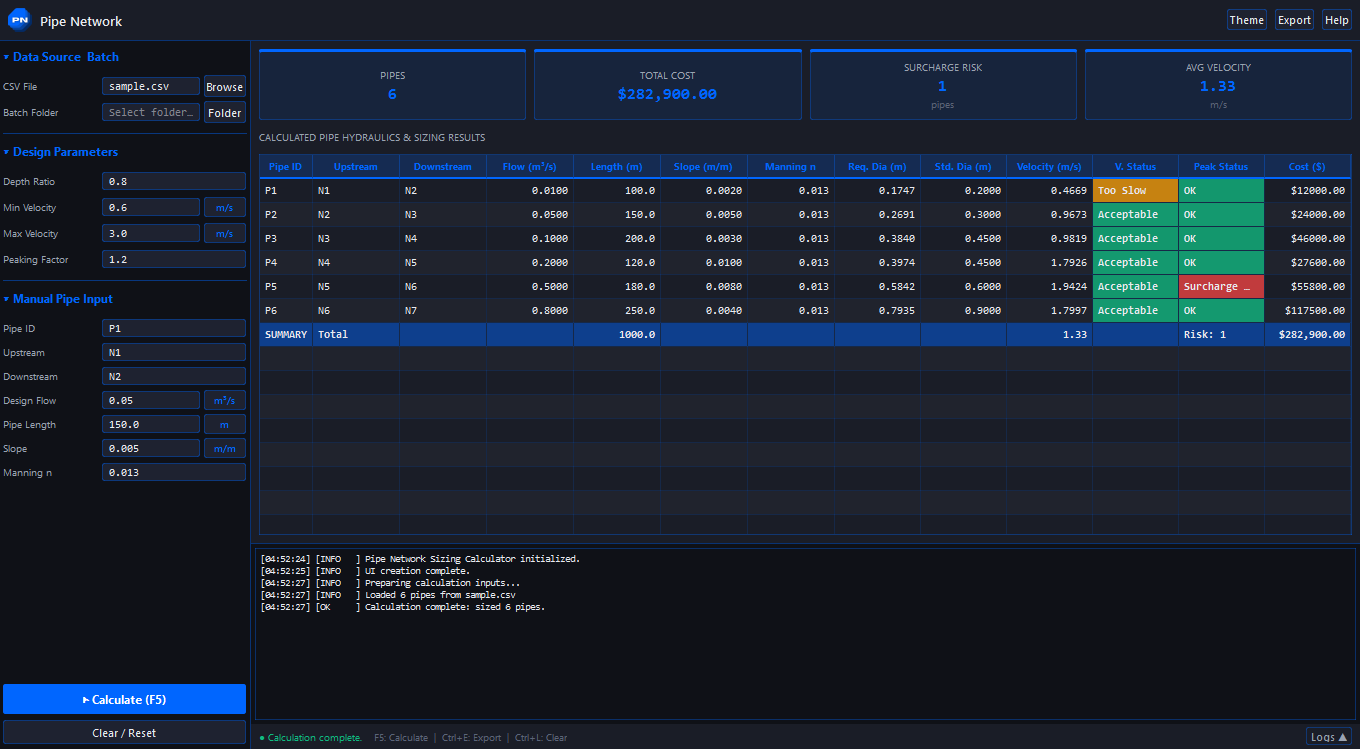 PN Pipe Network Theme Export Help
▾ Data Source Batch
CSV File sample.csv Browse
Batch Folder Select folder… Folder
▾ Design Parameters
Depth Ratio 0.8
Min Velocity 0.6 m/s
Max Velocity 3.0 m/s
Peaking Factor 1.2
▾ Manual Pipe Input
Pipe ID P1
Upstream N1
Downstream N2
Design Flow 0.05 m³/s
Pipe Length 150.0 m
Slope 0.005 m/m
Manning n 0.013
▸ Calculate (F5)
Clear / Reset
PIPES
6
TOTAL COST
$282,900.00
SURCHARGE RISK
1
pipes
AVG VELOCITY
1.33
m/s
CALCULATED PIPE HYDRAULICS & SIZING RESULTS
Pipe ID Upstream Downstream Flow (m³/s) Length (m) Slope (m/m) Manning n Req. Dia (m) Std. Dia (m) Velocity (m/s) V. Status Peak Status Cost ($)
P1 N1 N2 0.0100 100.0 0.0020 0.013 0.1747 0.2000 0.4669 Too Slow OK $12000.00
P2 N2 N3 0.0500 150.0 0.0050 0.013 0.2691 0.3000 0.9673 Acceptable OK $24000.00
P3 N3 N4 0.1000 200.0 0.0030 0.013 0.3840 0.4500 0.9819 Acceptable OK $46000.00
P4 N4 N5 0.2000 120.0 0.0100 0.013 0.3974 0.4500 1.7926 Acceptable OK $27600.00
P5 N5 N6 0.5000 180.0 0.0080 0.013 0.5842 0.6000 1.9424 Acceptable Surcharge … $55800.00
P6 N6 N7 0.8000 250.0 0.0040 0.013 0.7935 0.9000 1.7997 Acceptable OK $117500.00
SUMMARY Total 1000.0 1.33 Risk: 1 $282,900.00
[04:52:24] [INFO ] Pipe Network Sizing Calculator initialized.
[04:52:25] [INFO ] UI creation complete.
[04:52:27] [INFO ] Preparing calculation inputs...
[04:52:27] [INFO ] Loaded 6 pipes from sample.csv
[04:52:27] [OK ] Calculation complete: sized 6 pipes.
● Calculation complete. F5: Calculate | Ctrl+E: Export | Ctrl+L: Clear Logs ▲